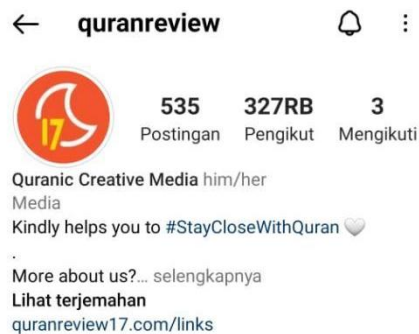 quranreview
17
535 327RB 3
Postingan Pengikut Mengikuti
Quranic Creative Media him/her
Media
Kindly helps you to #StayCloseWithQuran 🤍
.
More about us?... selengkapnya
Lihat terjemahan
quranreview17.com/links